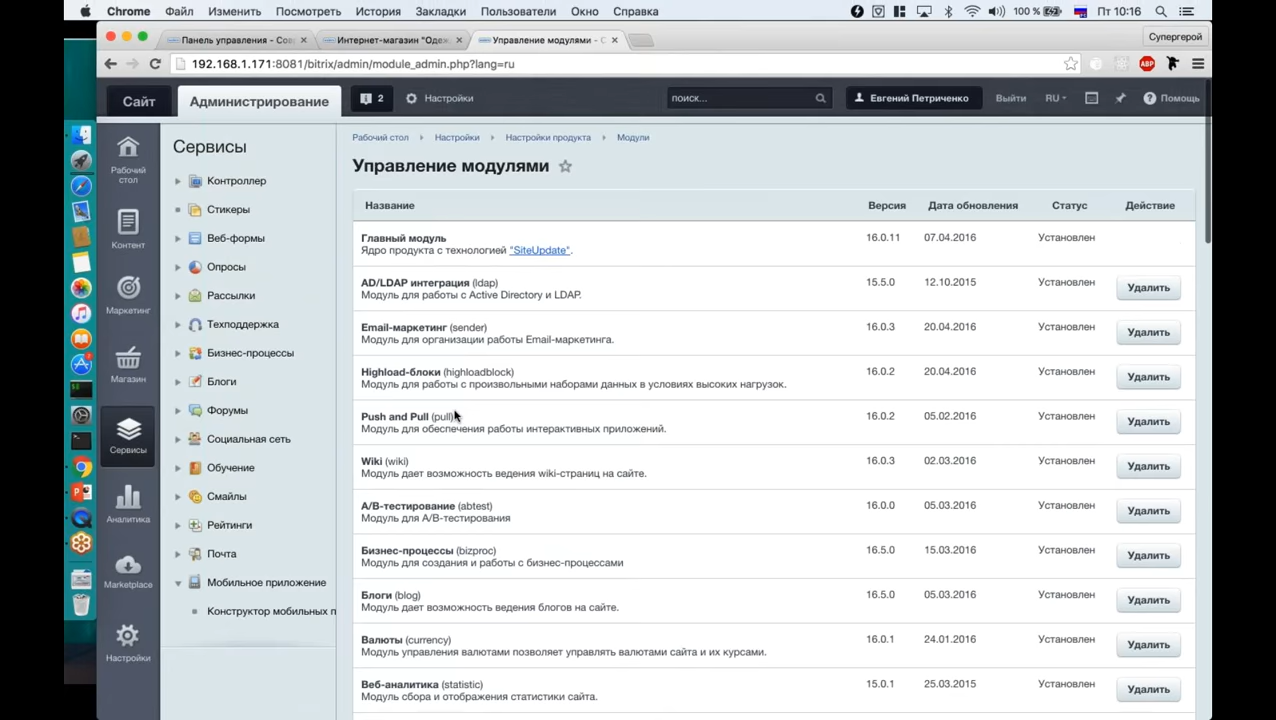 Chrome Файл Изменить Посмотреть История Закладки Пользователи Окно Справка 100 % Пт 10:16
Панель управления - Сов
Интернет-магазин "Одеж
Управление модулями - С
Супергерой
192.168.1.171:8081/bitrix/admin/module_admin.php?lang=ru
ABP
Сайт
Администрирование
2
Настройки
поиск...
Евгений Петриченко
Выйти
RU
Помощь
Рабочий стол
Контент
Маркетинг
Магазин
Сервисы
Аналитика
Marketplace
Настройки
Сервисы
Контроллер
Стикеры
Веб-формы
Опросы
Рассылки
Техподдержка
Бизнес-процессы
Блоги
Форумы
Социальная сеть
Обучение
Смайлы
Рейтинги
Почта
Мобильное приложение
Конструктор мобильных п
Рабочий стол Настройки Настройки продукта Модули
Управление модулями
Название Версия Дата обновления Статус Действие
Главный модуль 16.0.11 07.04.2016 Установлен
Ядро продукта с технологией "SiteUpdate".
AD/LDAP интеграция (ldap) 15.5.0 12.10.2015 Установлен Удалить
Модуль для работы с Active Directory и LDAP.
Email-маркетинг (sender) 16.0.3 20.04.2016 Установлен Удалить
Модуль для организации работы Email-маркетинга.
Highload-блоки (highloadblock) 16.0.2 20.04.2016 Установлен Удалить
Модуль для работы с произвольными наборами данных в условиях высоких нагрузок.
Push and Pull (pull) 16.0.2 05.02.2016 Установлен Удалить
Модуль для обеспечения работы интерактивных приложений.
Wiki (wiki) 16.0.3 02.03.2016 Установлен Удалить
Модуль дает возможность ведения wiki-страниц на сайте.
A/B-тестирование (abtest) 16.0.0 05.03.2016 Установлен Удалить
Модуль для A/B-тестирования
Бизнес-процессы (bizproc) 16.5.0 15.03.2016 Установлен Удалить
Модуль для создания и работы с бизнес-процессами
Блоги (blog) 16.5.0 05.03.2016 Установлен Удалить
Модуль дает возможность ведения блогов на сайте.
Валюты (currency) 16.0.1 24.01.2016 Установлен Удалить
Модуль управления валютами позволяет управлять валютами сайта и их курсами.
Веб-аналитика (statistic) 15.0.1 25.03.2015 Установлен Удалить
Модуль сбора и отображения статистики сайта.